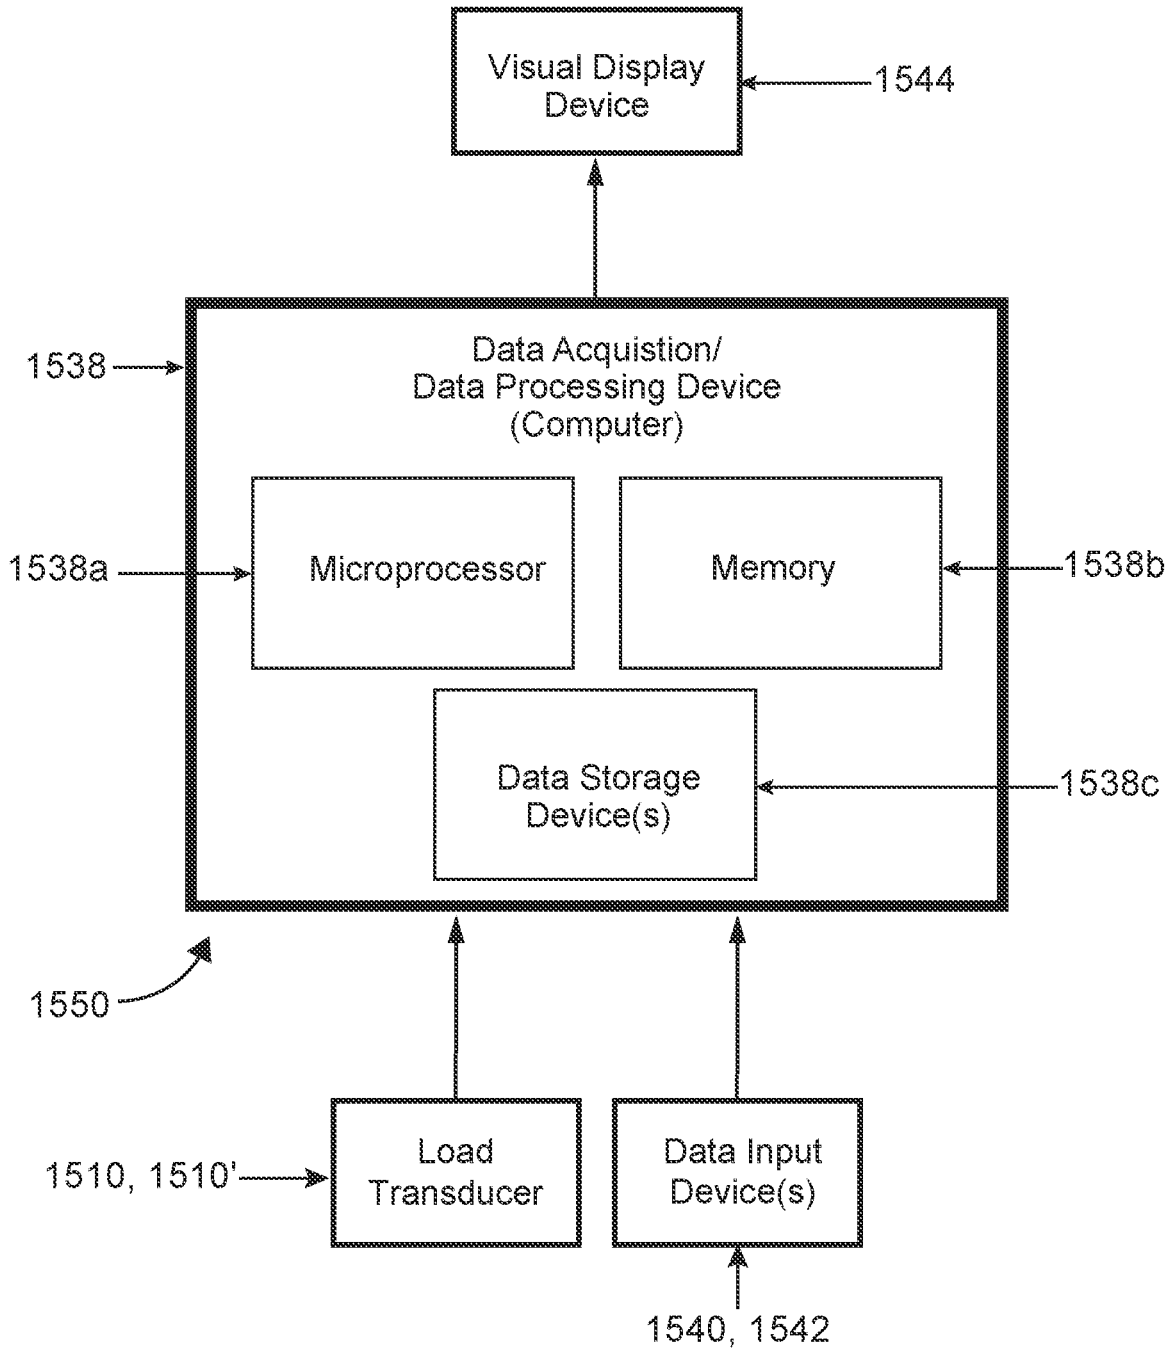 Visual Display
Device
1544
1538
Data Acquistion/
Data Processing Device
(Computer)
1538a
Microprocessor
Memory
1538b
Data Storage
Device(s)
1538c
1550
1510, 1510'
Load
Transducer
Data Input
Device(s)
1540, 1542